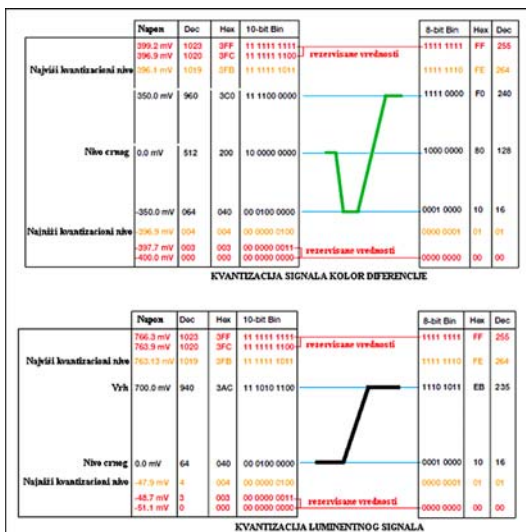 Napon Dec Hex 10-bit Bin 8-bit Bin Hex Dec
399.2 mV 1023 3FF 11 1111 1111 rezervisane vrednosti 1111 1111 FF 255
396.9 mV 1020 3FC 11 1111 1100
Najviši kvantizacioni nivo 396.1 mV 1019 3FB 11 1111 1011 1111 1110 FE 264
350.0 mV 960 3C0 11 1100 0000 1111 0000 F0 240
Nivo crnog 0.0 mV 512 200 10 0000 0000 1000 0000 80 128
-350.0 mV 064 040 00 0100 0000 0001 0000 10 16
Najniži kvantizacioni nivo -396.9 mV 004 004 00 0000 0100 0000 0001 01 01
-397.7 mV 003 003 00 0000 0011 rezervisane vrednosti
-400.0 mV 000 000 00 0000 0000 0000 0000 00 00
KVANTIZACIJA SIGNALA KOLOR DIFERENCIJE
Napon Dec Hex 10-bit Bin 8-bit Bin Hex Dec
766.3 mV 1023 3FF 11 1111 1111 rezervisane vrednosti 1111 1111 FF 255
763.9 mV 1020 3FC 11 1111 1100
Najviši kvantizacioni nivo 763.13 mV 1019 3FB 11 1111 1011 1111 1110 FE 264
Vrh 700.0 mV 940 3AC 11 1010 1100 1110 1011 EB 235
Nivo crnog 0.0 mV 64 040 00 0100 0000 0001 0000 10 16
Najniži kvantizacioni nivo -47.9 mV 4 004 00 0000 0100 0000 0001 01 01
-48.7 mV 3 003 00 0000 0011 rezervisane vrednosti
-51.1 mV 0 000 00 0000 0000 0000 0000 00 00
KVANTIZACIJA LUMINENTNOG SIGNALA